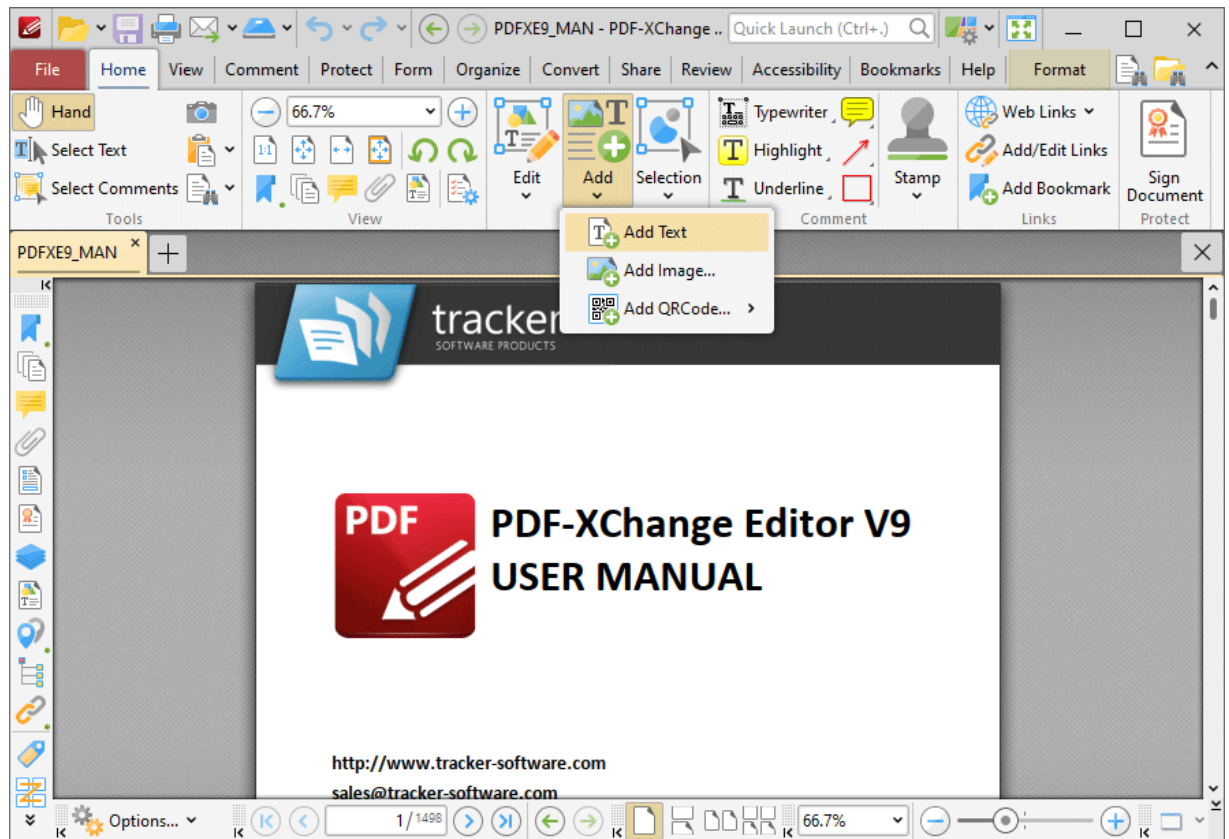 PDFXE9_MAN - PDF-XChange ..
Quick Launch (Ctrl+.)
File Home View Comment Protect Form Organize Convert Share Review Accessibility Bookmarks Help Format
Hand
Select Text
Select Comments
Tools
66.7%
1:1
View
Edit
Add
Selection
Typewriter
Highlight
Underline
Stamp
Comment
Web Links
Add/Edit Links
Add Bookmark
Links
Sign
Document
Protect
Add Text
Add Image...
Add QRCode...
PDFXE9_MAN
tracker
SOFTWARE PRODUCTS
PDF
PDF-XChange Editor V9
USER MANUAL
http://www.tracker-software.com
sales@tracker-software.com
Options...
1/1498
66.7%